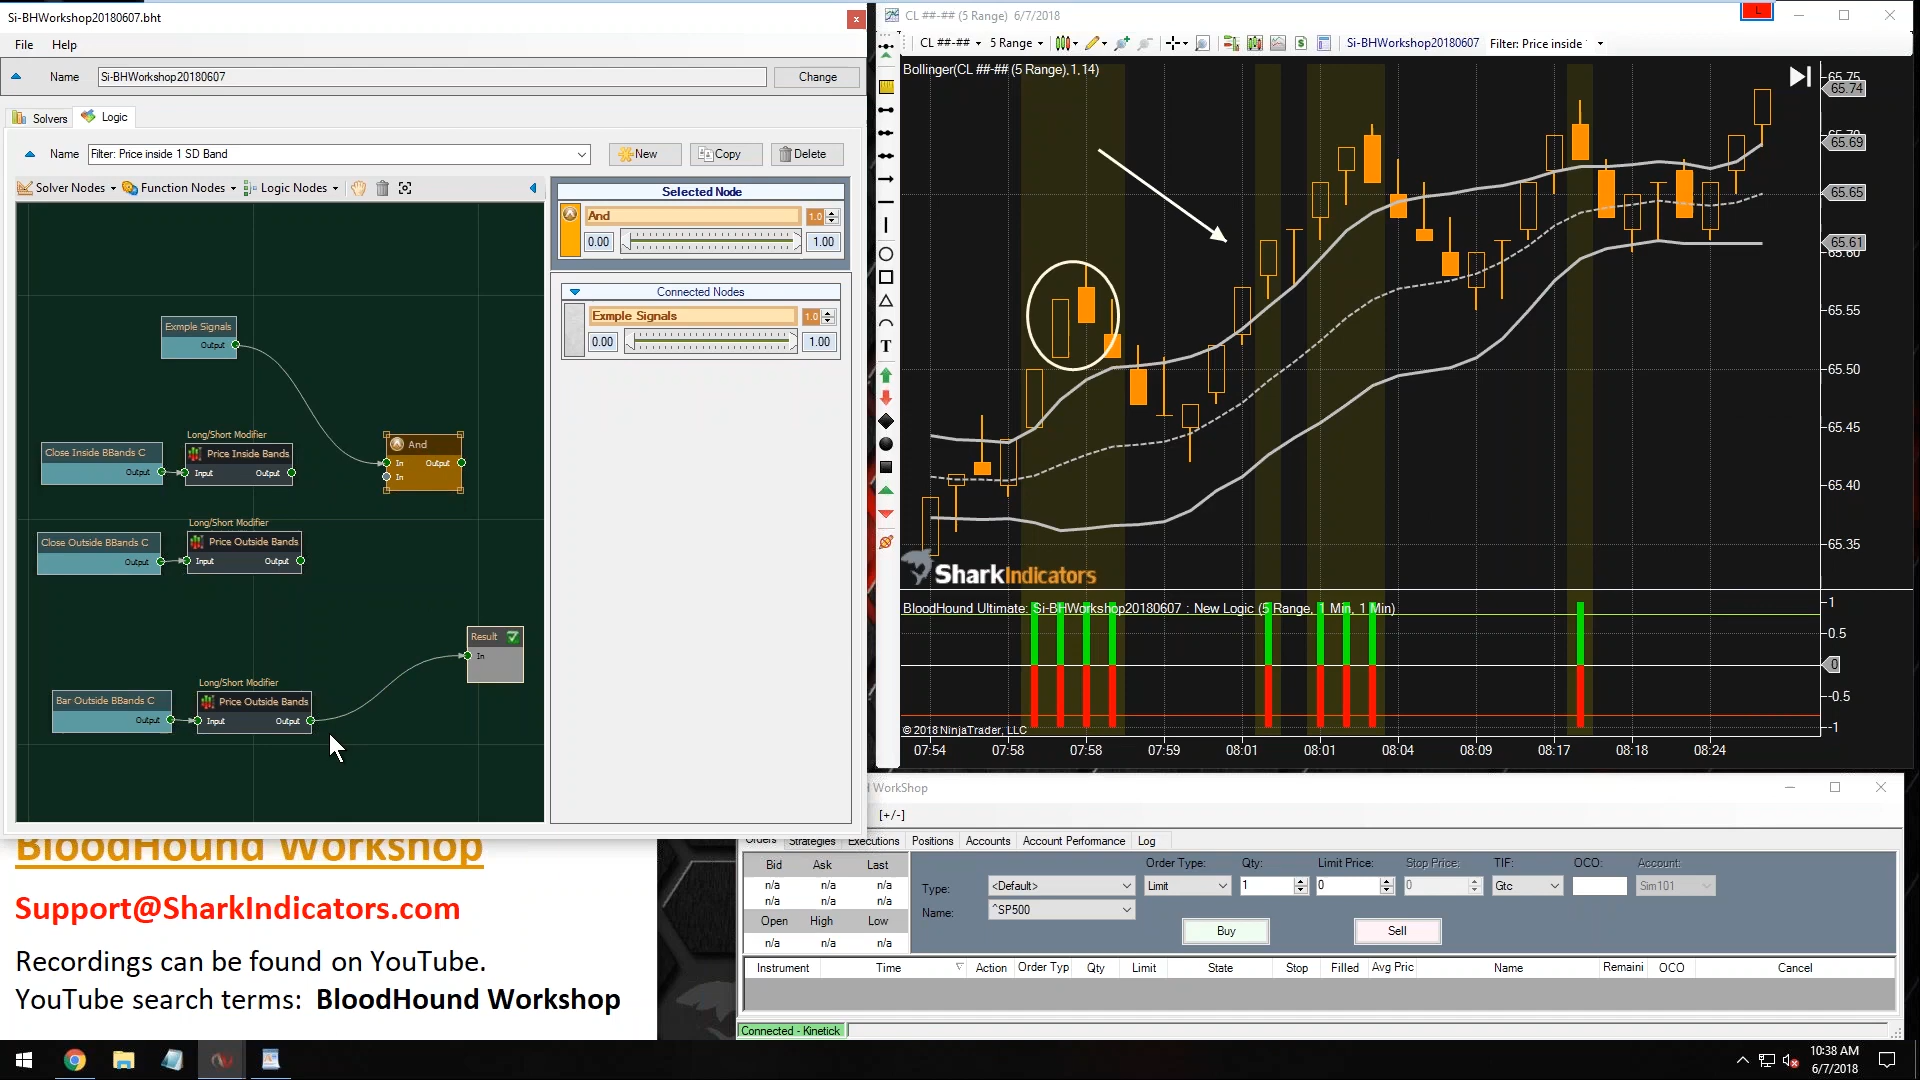 Si-BHWorkshop20180607.bht
File Help
Name Si-BHWorkshop20180607 Change
Solvers Logic
Name Filter: Price inside 1 SD Band New Copy Delete
Solver Nodes Function Nodes Logic Nodes
Selected Node
And 1.0
0.00 1.00
Connected Nodes
Exmple Signals 1.0
0.00 1.00
Exmple Signals
Output
Long/Short Modifier
Close Inside BBands C
Output
Price Inside Bands
Input Output
And
In Output
In
Long/Short Modifier
Close Outside BBands C
Output
Price Outside Bands
Input Output
Result
In
Long/Short Modifier
Bar Outside BBands C
Output
Price Outside Bands
Input Output
BloodHound Workshop
Support@SharkIndicators.com
Recordings can be found on YouTube.
YouTube search terms: BloodHound Workshop
CL ##-## (5 Range) 6/7/2018
L
CL ##-## 5 Range Si-BHWorkshop20180607 Filter: Price inside
Bollinger(CL ##-## (5 Range),1,14)
T
65.75
65.74
65.70
65.69
65.65
65.61
65.60
65.55
65.50
65.45
65.40
65.35
SharkIndicators
BloodHound Ultimate: Si-BHWorkshop20180607 : New Logic (5 Range, 1 Min, 1 Min)
1
0.5
0
-0.5
-1
© 2018 NinjaTrader, LLC
07:54 07:58 07:58 07:59 08:01 08:01 08:04 08:09 08:17 08:18 08:24
WorkShop
[+/-]
Orders Strategies Executions Positions Accounts Account Performance Log
Bid Ask Last
n/a n/a n/a
n/a n/a n/a
Open High Low
n/a n/a n/a
Order Type: Qty: Limit Price: Stop Price: TIF: OCO: Account:
Type: <Default> Limit 1 0 0 Gtc Sim101
Name: ^SP500
Buy Sell
Instrument Time Action Order Typ Qty Limit State Stop Filled Avg Pric Name Remaini OCO Cancel
Connected - Kinetick
10:38 AM
6/7/2018